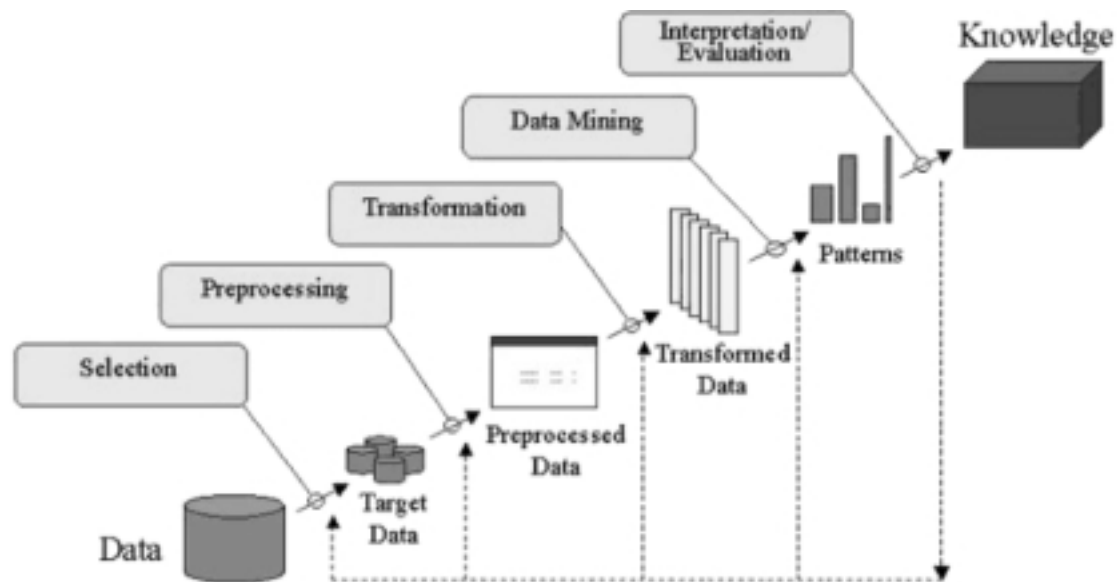 Interpretation/
Evaluation
Knowledge
Data Mining
Transformation
Patterns
Preprocessing
Transformed
Data
Selection
Preprocessed
Data
Target
Data
Data